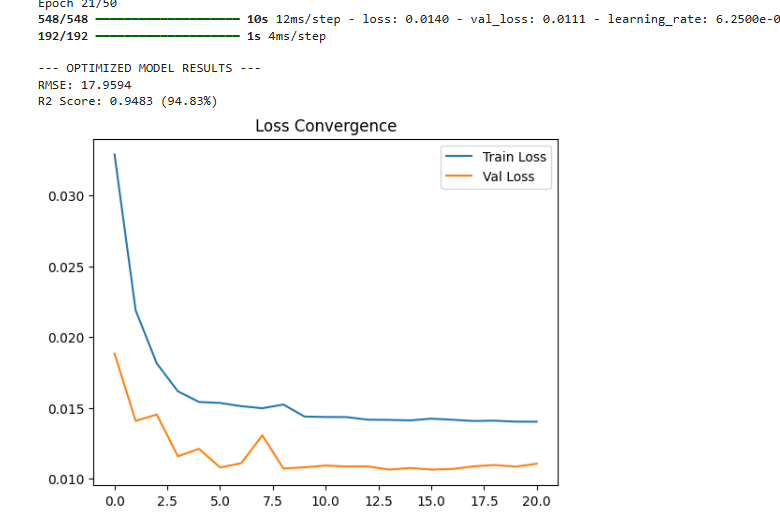 Epoch 21/50
548/548 ━━━━━━━━━━━━━━━━━━━━ 10s 12ms/step - loss: 0.0140 - val_loss: 0.0111 - learning_rate: 6.2500e-0
192/192 ━━━━━━━━━━━━━━━━━━━━ 1s 4ms/step
--- OPTIMIZED MODEL RESULTS ---
RMSE: 17.9594
R2 Score: 0.9483 (94.83%)
Loss Convergence
Train Loss
Val Loss
0.030
0.025
0.020
0.015
0.010
0.0 2.5 5.0 7.5 10.0 12.5 15.0 17.5 20.0